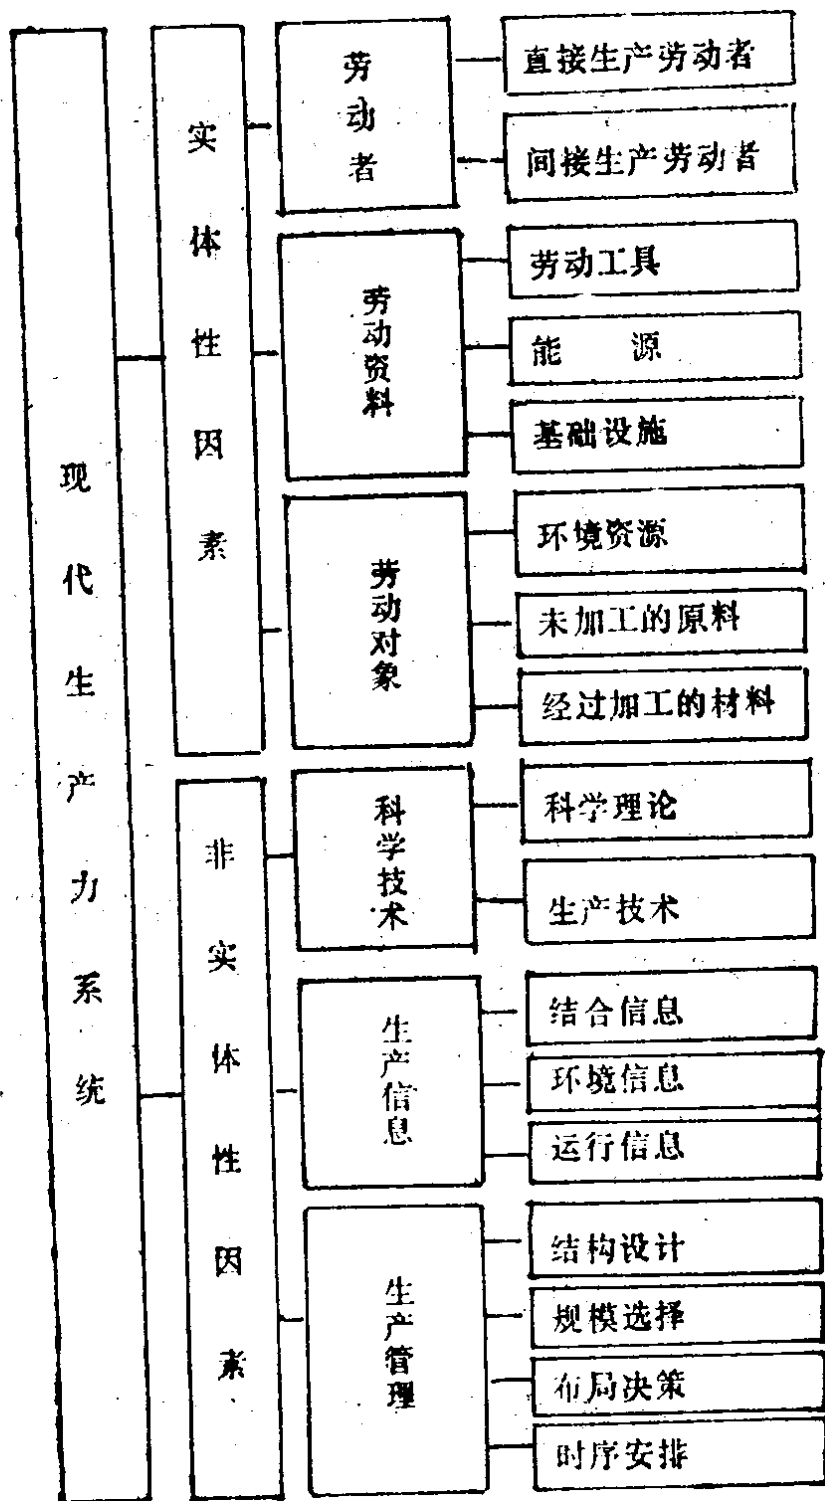 现代生产力系统
实体性因素
劳动者
直接生产劳动者
间接生产劳动者
劳动资料
劳动工具
能 源
基础设施
劳动对象
环境资源
未加工的原料
经过加工的材料
非实体性因素
科学技术
科学理论
生产技术
生产信息
结合信息
环境信息
运行信息
生产管理
结构设计
规模选择
布局决策
时序安排